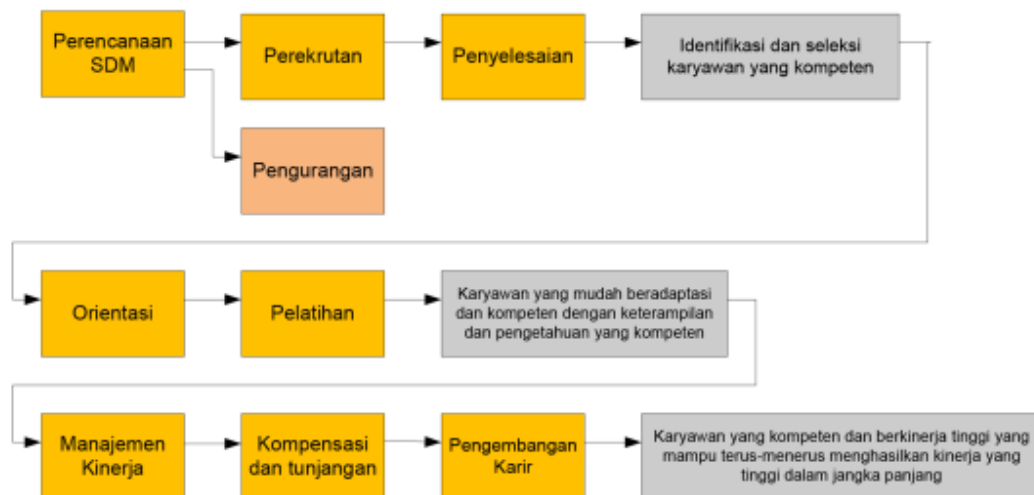 Perencanaan
SDM
Perekrutan
Penyelesaian
Identifikasi dan seleksi
karyawan yang kompeten
Pengurangan
Orientasi
Pelatihan
Karyawan yang mudah beradaptasi
dan kompeten dengan keterampilan
dan pengetahuan yang kompeten
Manajemen
Kinerja
Kompensasi
dan tunjangan
Pengembangan
Karir
Karyawan yang kompeten dan berkinerja tinggi yang
mampu terus-menerus menghasilkan kinerja yang
tinggi dalam jangka panjang